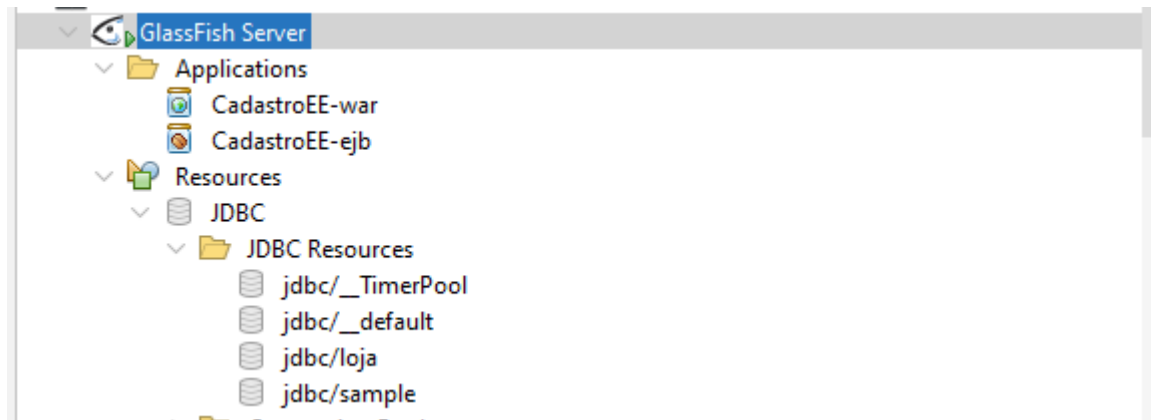 GlassFish Server
Applications
CadastroEE-war
CadastroEE-ejb
Resources
JDBC
JDBC Resources
jdbc/__TimerPool
jdbc/__default
jdbc/loja
jdbc/sample